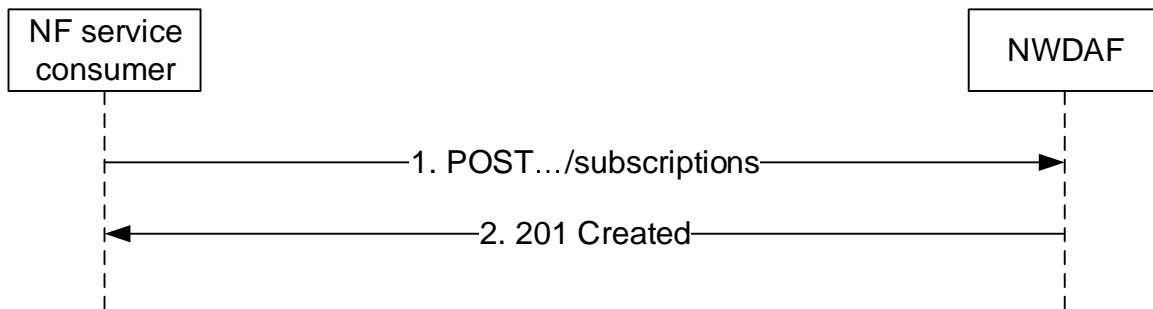 NF service
consumer
NWDAF
1. POST…/subscriptions
2. 201 Created